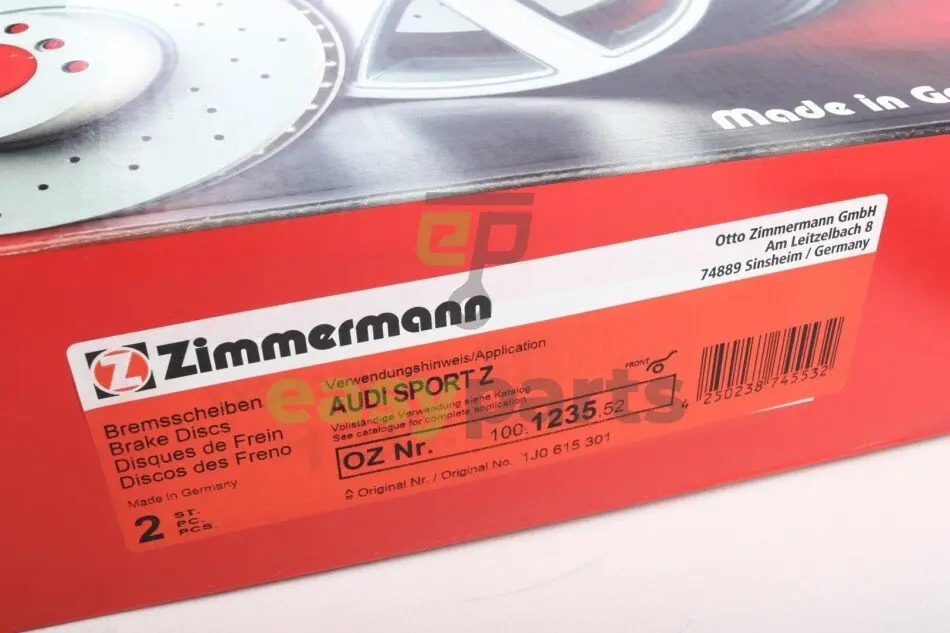 Made in Ge
Otto Zimmermann GmbH
Am Leitzelbach 8
74889 Sinsheim / Germany
Z Zimmermann
Bremsscheiben
Brake Discs
Disques de Frein
Discos des Freno
Made in Germany
2 ST.
PC.
PCS.
Verwendungshinweis/Application
AUDI SPORT Z
Vollständige Verwendung siehe Katalog
See catalogue for complete application
OZ Nr. 100.1235.52
Original Nr. / Original No. 1J0 615 301
FRONT
4 250238 745532
ep
easyparts